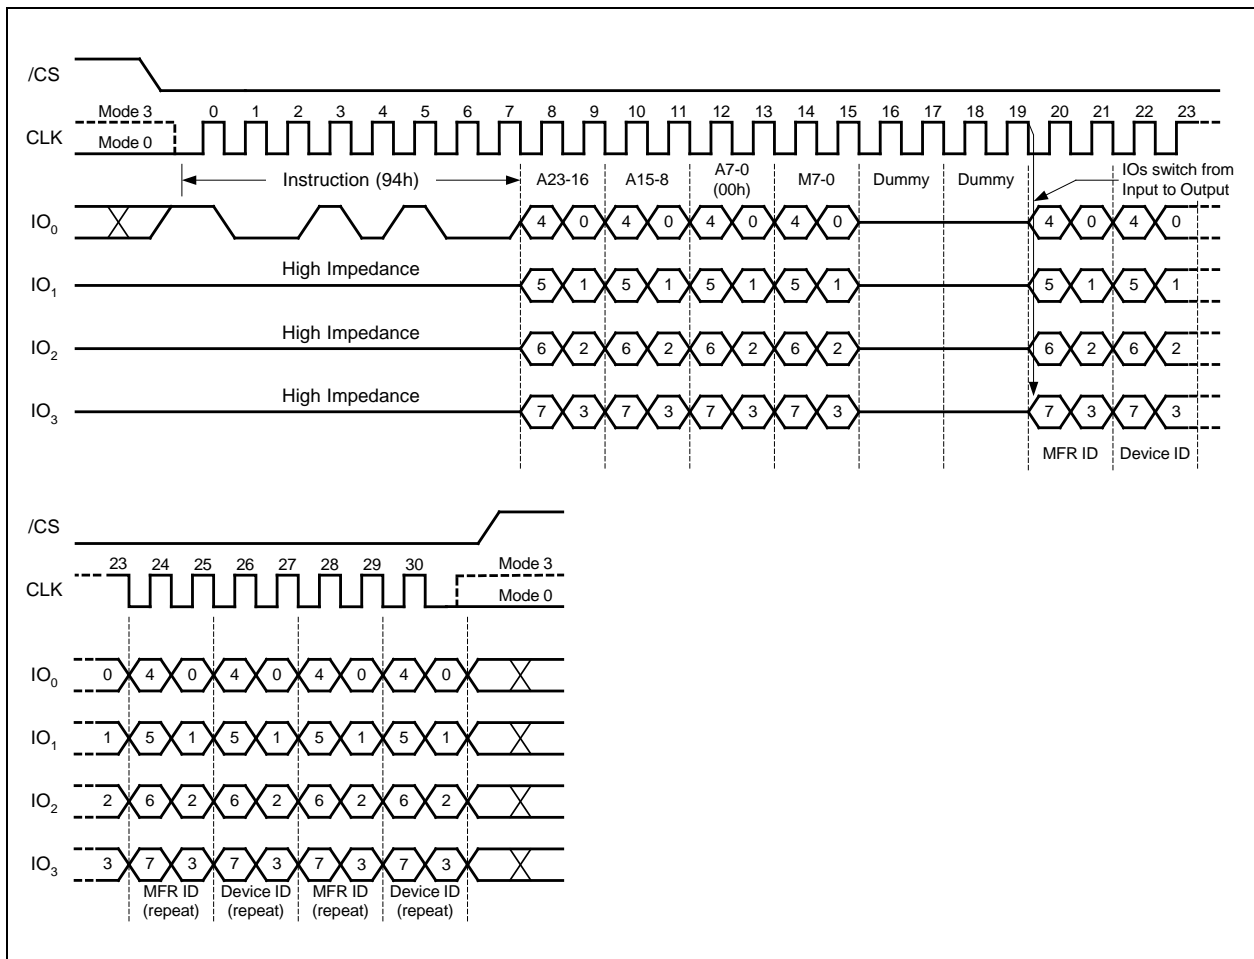 /CS
Mode 3 0 1 2 3 4 5 6 7 8 9 10 11 12 13 14 15 16 17 18 19 20 21 22 23
CLK
Mode 0
Instruction (94h)
A23-16 A15-8 A7-0 (00h) M7-0 Dummy Dummy
IOs switch from
Input to Output
IO0 4 0 4 0 4 0 4 0 4 0 4 0
High Impedance
IO1 5 1 5 1 5 1 5 1 5 1 5 1
High Impedance
IO2 6 2 6 2 6 2 6 2 6 2 6 2
High Impedance
IO3 7 3 7 3 7 3 7 3 7 3 7 3
MFR ID Device ID
/CS
23 24 25 26 27 28 29 30 Mode 3
CLK
Mode 0
IO0 0 4 0 4 0 4 0 4 0
IO1 1 5 1 5 1 5 1 5 1
IO2 2 6 2 6 2 6 2 6 2
IO3 3 7 3 7 3 7 3 7 3
MFR ID Device ID MFR ID Device ID
(repeat) (repeat) (repeat) (repeat)